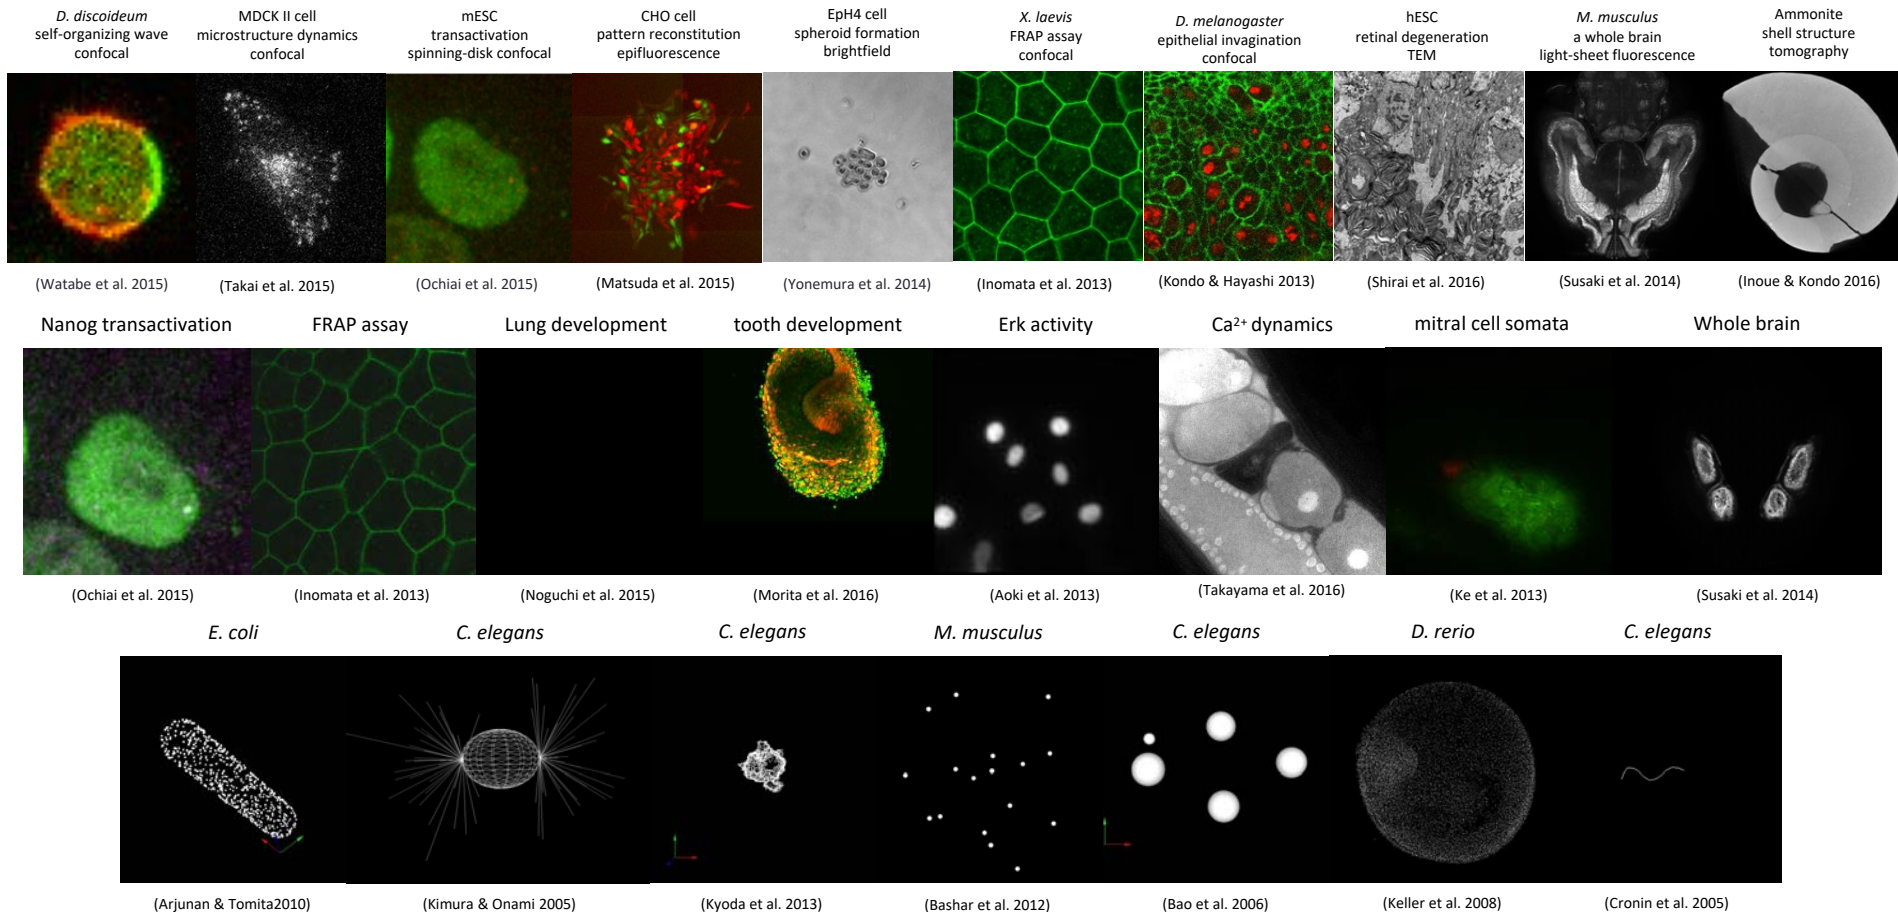 D. discoideum
self-organizing wave
confocal
MDCK II cell
microstructure dynamics
confocal
mESC
transactivation
spinning-disk confocal
CHO cell
pattern reconstitution
epifluorescence
EpH4 cell
spheroid formation
brightfield
X. laevis
FRAP assay
confocal
D. melanogaster
epithelial invagination
confocal
hESC
retinal degeneration
TEM
M. musculus
a whole brain
light-sheet fluorescence
Ammonite
shell structure
tomography
(Watabe et al. 2015)
(Takai et al. 2015)
(Ochiai et al. 2015)
(Matsuda et al. 2015)
(Yonemura et al. 2014)
(Inomata et al. 2013)
(Kondo & Hayashi 2013)
(Shirai et al. 2016)
(Susaki et al. 2014)
(Inoue & Kondo 2016)
Nanog transactivation
FRAP assay
Lung development
tooth development
Erk activity
Ca²⁺ dynamics
mitral cell somata
Whole brain
(Ochiai et al. 2015)
(Inomata et al. 2013)
(Noguchi et al. 2015)
(Morita et al. 2016)
(Aoki et al. 2013)
(Takayama et al. 2016)
(Ke et al. 2013)
(Susaki et al. 2014)
E. coli
C. elegans
C. elegans
M. musculus
C. elegans
D. rerio
C. elegans
(Arjunan & Tomita2010)
(Kimura & Onami 2005)
(Kyoda et al. 2013)
(Bashar et al. 2012)
(Bao et al. 2006)
(Keller et al. 2008)
(Cronin et al. 2005)